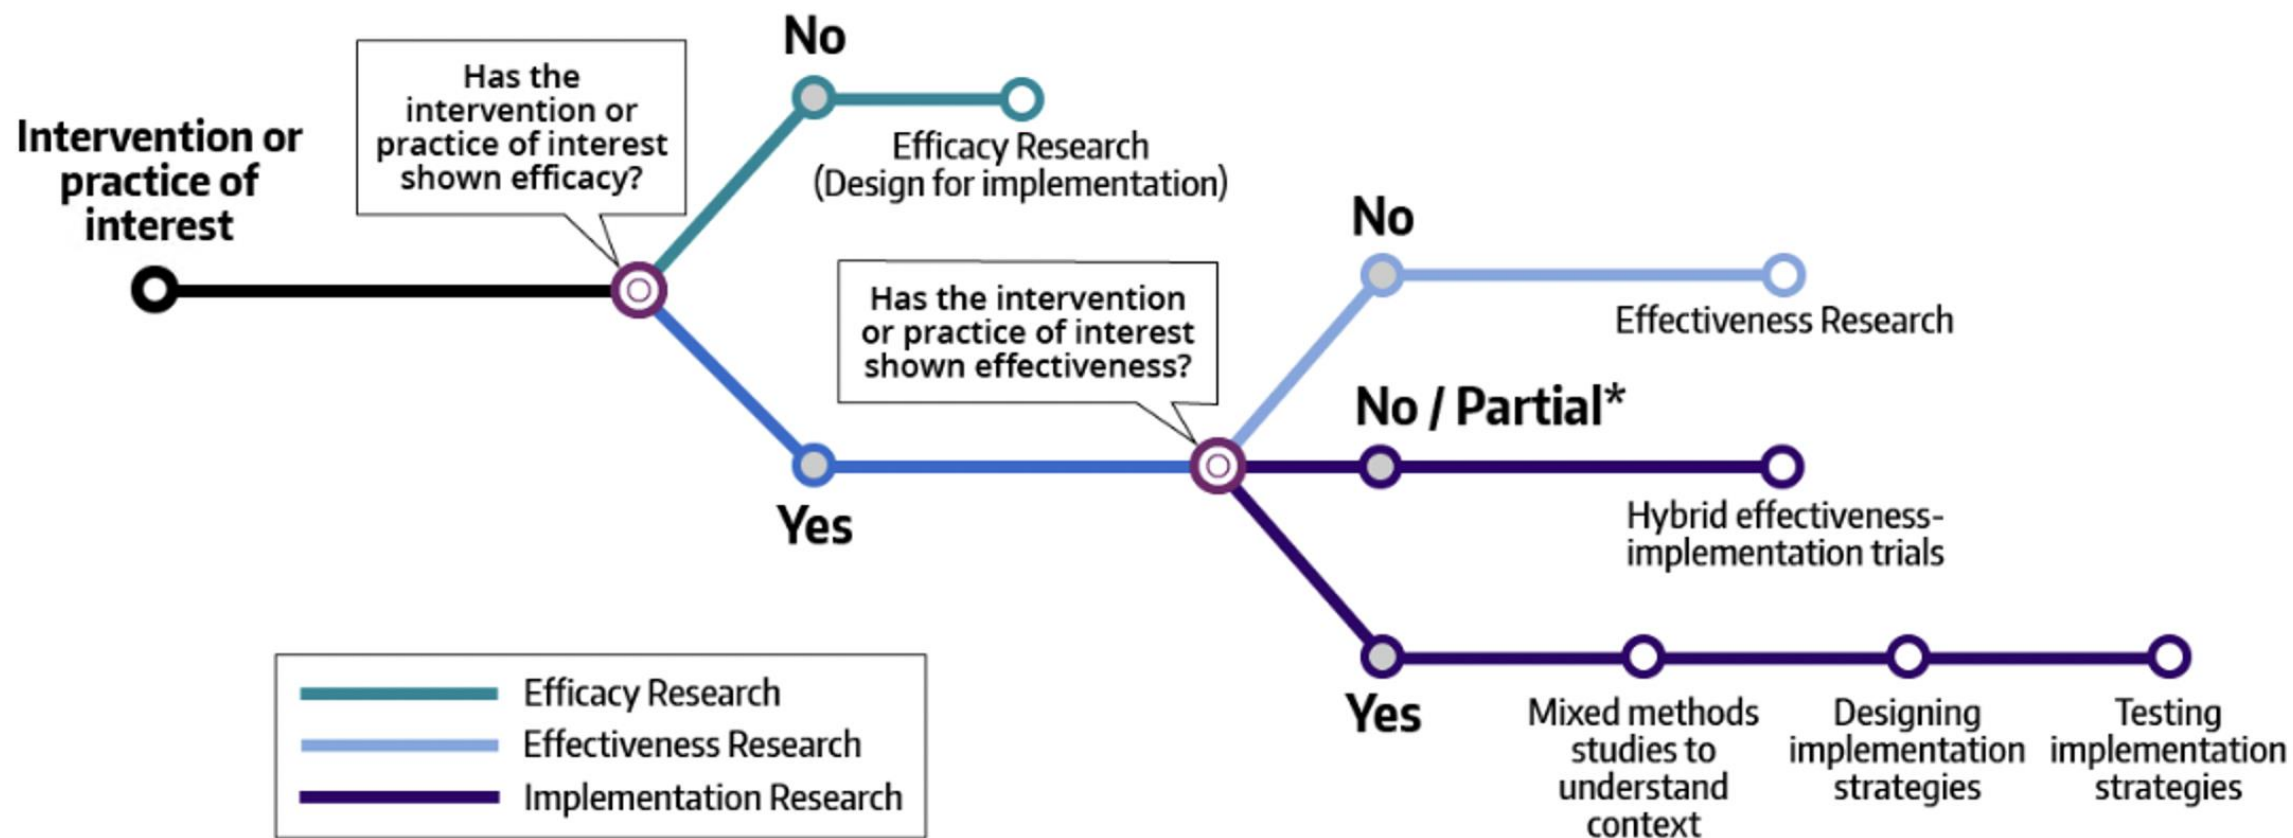 Intervention or
practice of
interest
Has the
intervention or
practice of interest
shown efficacy?
No
Efficacy Research
(Design for implementation)
Yes
Has the intervention
or practice of interest
shown effectiveness?
No
Effectiveness Research
No / Partial*
Hybrid effectiveness-
implementation trials
Yes
Mixed methods
studies to
understand
context
Designing
implementation
strategies
Testing
implementation
strategies
Efficacy Research
Effectiveness Research
Implementation Research